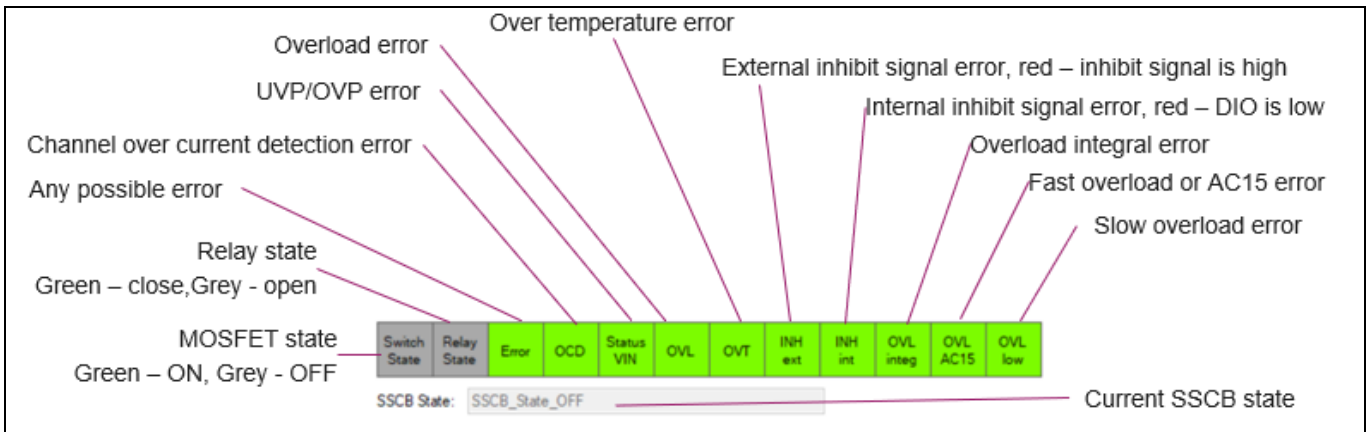 Over temperature error
Overload error
External inhibit signal error, red – inhibit signal is high
UVP/OVP error
Internal inhibit signal error, red – DIO is low
Channel over current detection error
Overload integral error
Any possible error
Fast overload or AC15 error
Slow overload error
Relay state
Green – close,Grey - open
MOSFET state
Green – ON, Grey - OFF
Switch State
Relay State
Error
OCD
Status VIN
OVL
OVT
INH ext
INH int
OVL integ
OVL AC15
OVL low
SSCB State: SSCB_State_OFF
Current SSCB state